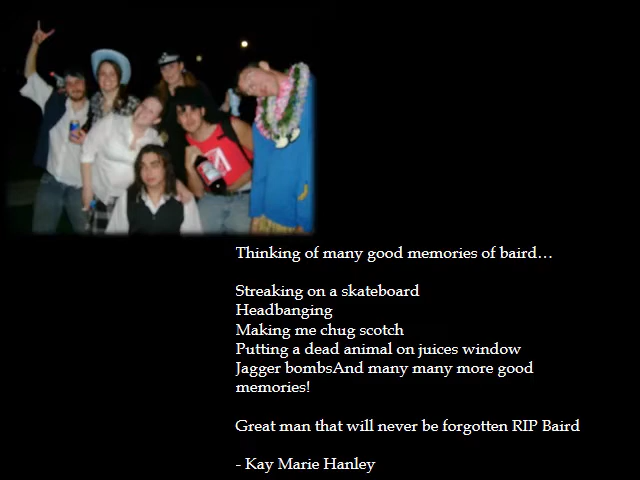 Thinking of many good memories of baird…
Streaking on a skateboard
Headbanging
Making me chug scotch
Putting a dead animal on juices window
Jagger bombsAnd many many more good
memories!
Great man that will never be forgotten RIP Baird
- Kay Marie Hanley